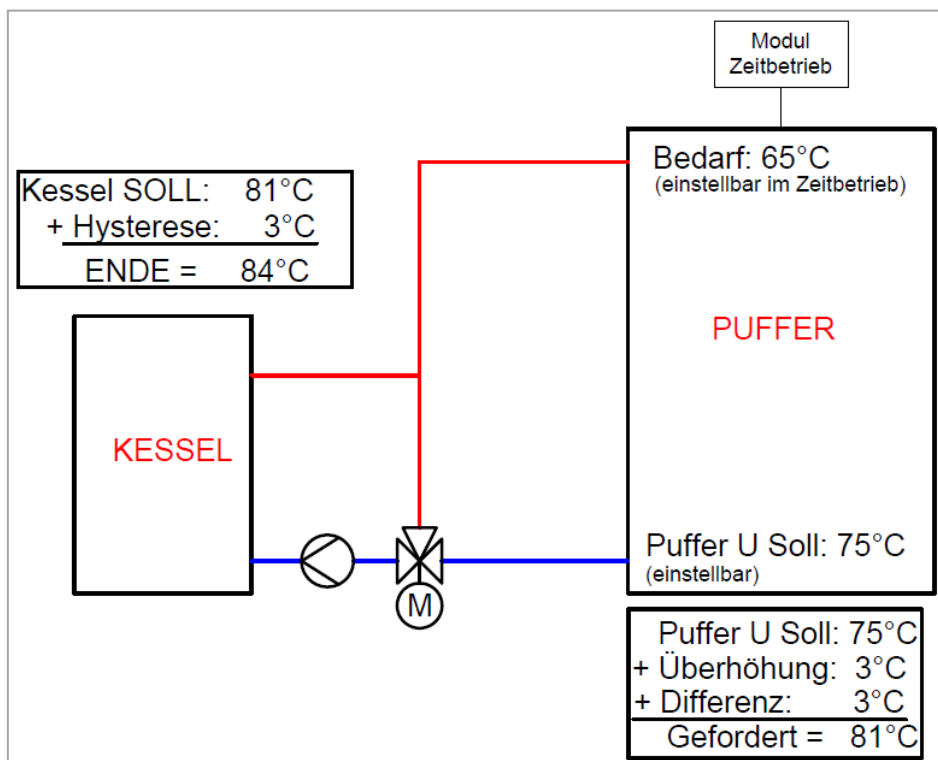 Modul
Zeitbetrieb
Bedarf: 65°C
(einstellbar im Zeitbetrieb)
Kessel SOLL: 81°C
+ Hysterese: 3°C
ENDE = 84°C
PUFFER
KESSEL
Puffer U Soll: 75°C
(einstellbar)
M
Puffer U Soll: 75°C
+ Überhöhung: 3°C
+ Differenz: 3°C
Gefordert = 81°C